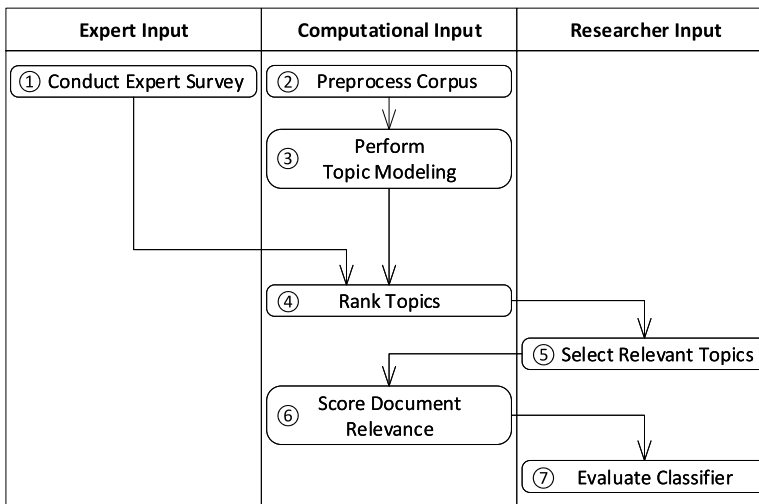 Expert Input
Computational Input
Researcher Input
① Conduct Expert Survey
② Preprocess Corpus
③ Perform
Topic Modeling
④ Rank Topics
⑤ Select Relevant Topics
⑥ Score Document
Relevance
⑦ Evaluate Classifier